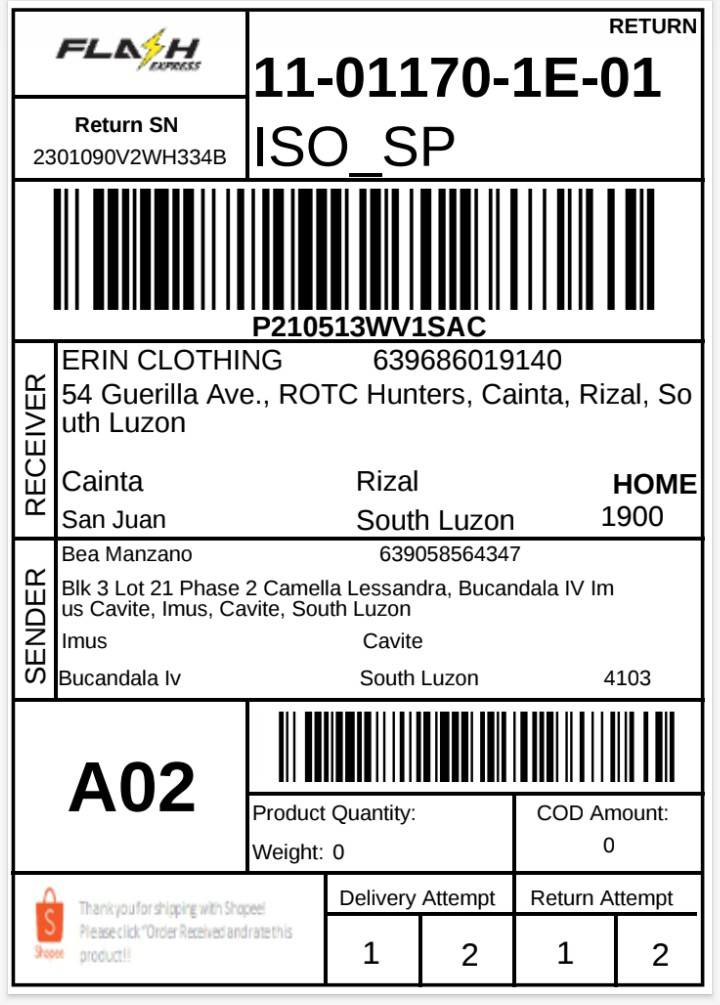 FLASH
EXPRESS
RETURN
11-01170-1E-01
Return SN
2301090V2WH334B
ISO_SP
P210513WV1SAC
RECEIVER
ERIN CLOTHING 639686019140
54 Guerilla Ave., ROTC Hunters, Cainta, Rizal, So
uth Luzon
Cainta Rizal HOME
San Juan South Luzon 1900
SENDER
Bea Manzano 639058564347
Blk 3 Lot 21 Phase 2 Camella Lessandra, Bucandala IV Im
us Cavite, Imus, Cavite, South Luzon
Imus Cavite
Bucandala Iv South Luzon 4103
A02
Product Quantity:
Weight: 0
COD Amount:
0
S
Shopee
Thank you for shipping with Shopee!
Please click "Order Received and rate this
product!!
Delivery Attempt Return Attempt
1 2 1 2